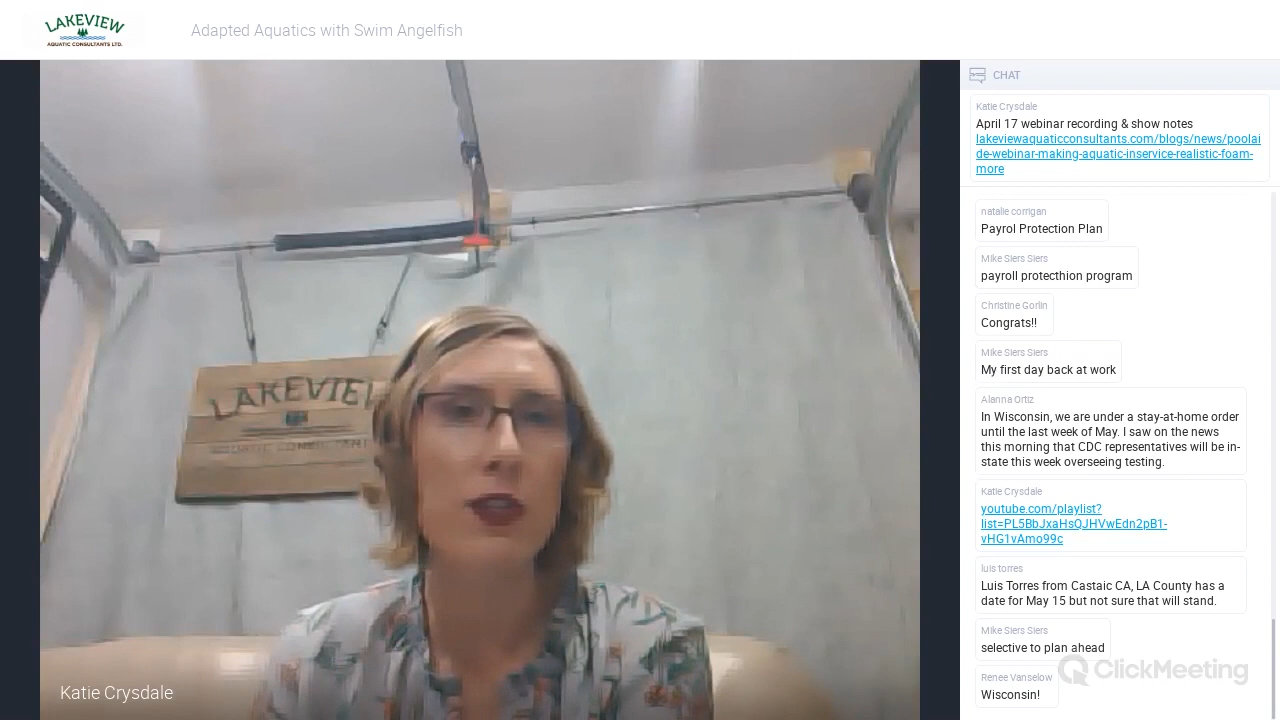 LAKEVIEW
AQUATIC CONSULTANTS LTD.
Adapted Aquatics with Swim Angelfish
LAKEVIEW
Katie Crysdale
CHAT
Katie Crysdale
April 17 webinar recording & show notes
lakeviewaquaticconsultants.com/blogs/news/poolai
de-webinar-making-aquatic-inservice-realistic-foam-
more
natalie corrigan
Payrol Protection Plan
Mike Siers Siers
payroll protecthion program
Christine Gorlin
Congrats!!
Mike Siers Siers
My first day back at work
Alanna Ortiz
In Wisconsin, we are under a stay-at-home order
until the last week of May. I saw on the news
this morning that CDC representatives will be in-
state this week overseeing testing.
Katie Crysdale
youtube.com/playlist?
list=PL5BbJxaHsQJHVwEdn2pB1-
vHG1vAmo99c
luis torres
Luis Torres from Castaic CA, LA County has a
date for May 15 but not sure that will stand.
Mike Siers Siers
selective to plan ahead
Renee Vanselow
Wisconsin!
ClickMeeting